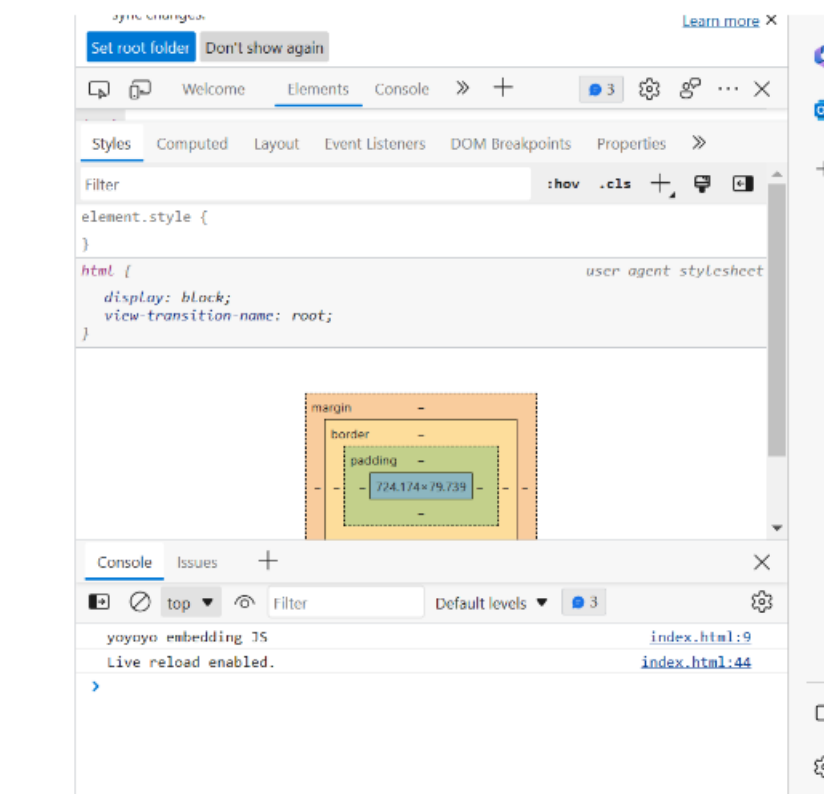 sync changes.
Learn more
Set root folder Don't show again
Welcome Elements Console 3
Styles Computed Layout Event Listeners DOM Breakpoints Properties
Filter :hov .cls
element.style {
}
html { user agent stylesheet
display: block;
view-transition-name: root;
}
margin –
border –
padding –
– – – 724.174×79.739 – – –
–
Console Issues
top Filter Default levels 3
yoyoyo embedding JS index.html:9
Live reload enabled. index.html:44